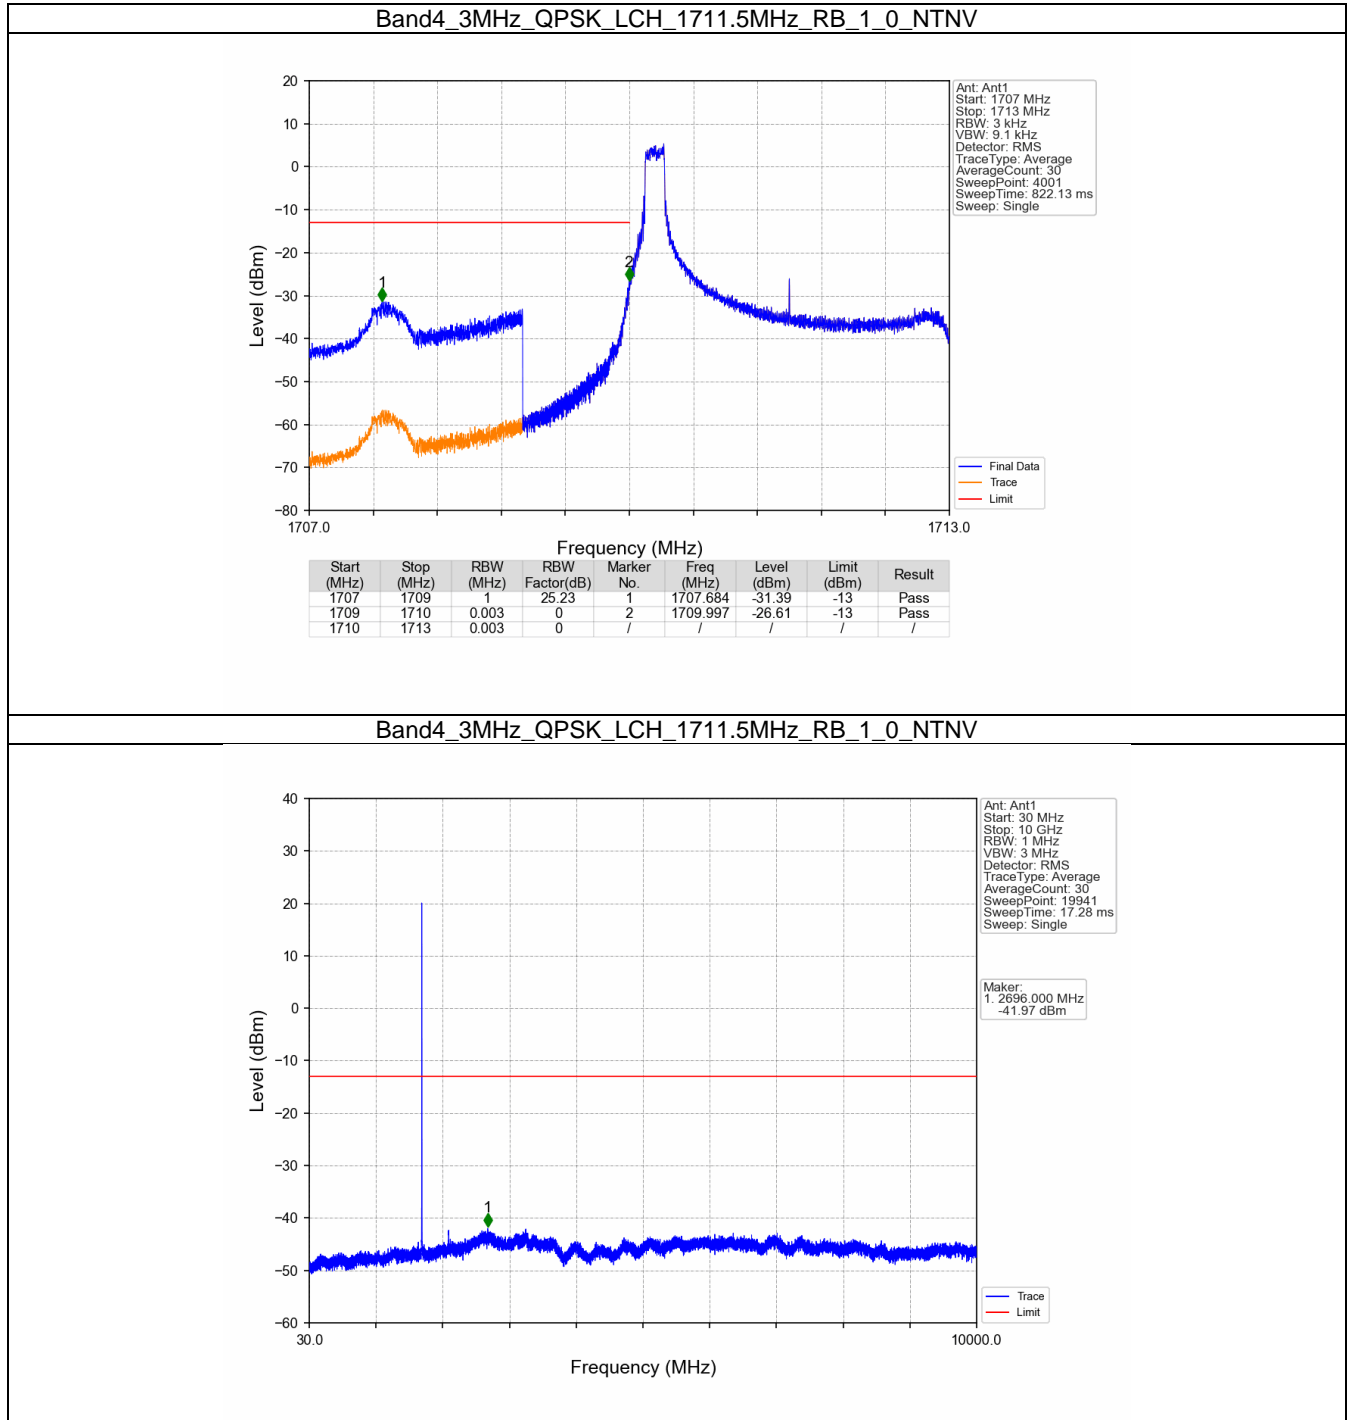 Band4_3MHz_QPSK_LCH_1711.5MHz_RB_1_0_NTNV
20
10
0
−10
−20
−30
−40
−50
−60
−70
−80
Level (dBm)
1
2
1707.0
1713.0
Frequency (MHz)
Ant: Ant1
Start: 1707 MHz
Stop: 1713 MHz
RBW: 3 kHz
VBW: 9.1 kHz
Detector: RMS
TraceType: Average
AverageCount: 30
SweepPoint: 4001
SweepTime: 822.13 ms
Sweep: Single
Final Data
Trace
Limit
Start (MHz) Stop (MHz) RBW (MHz) RBW Factor(dB) Marker No. Freq (MHz) Level (dBm) Limit (dBm) Result
1707 1709 1 25.23 1 1707.684 -31.39 -13 Pass
1709 1710 0.003 0 2 1709.997 -26.61 -13 Pass
1710 1713 0.003 0 / / / / /
Band4_3MHz_QPSK_LCH_1711.5MHz_RB_1_0_NTNV
40
30
20
10
0
−10
−20
−30
−40
−50
−60
Level (dBm)
1
30.0
10000.0
Frequency (MHz)
Ant: Ant1
Start: 30 MHz
Stop: 10 GHz
RBW: 1 MHz
VBW: 3 MHz
Detector: RMS
TraceType: Average
AverageCount: 30
SweepPoint: 19941
SweepTime: 17.28 ms
Sweep: Single
Maker:
1. 2696.000 MHz
-41.97 dBm
Trace
Limit